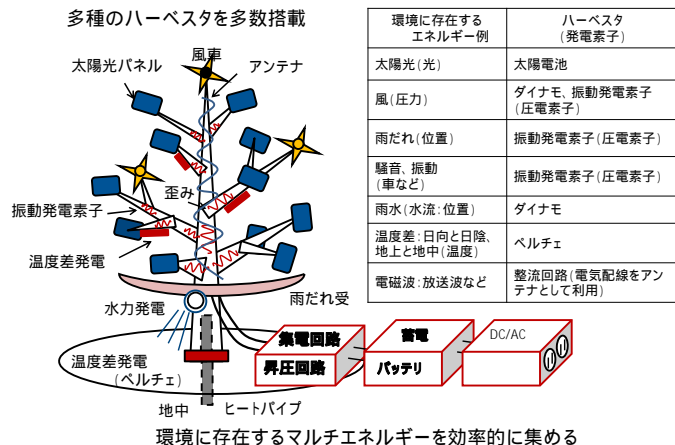 多種のハーベスタを多数搭載
風車
太陽光パネル
アンテナ
歪み
振動発電素子
温度差発電
雨だれ受
水力発電
温度差発電
(ペルチェ)
地中
ヒートパイプ
集電回路
昇圧回路
蓄電
バッテリ
DC/AC
環境に存在する
エネルギー例
ハーベスタ
(発電素子)
太陽光(光)
太陽電池
風(圧力)
ダイナモ、振動発電素子
(圧電素子)
雨だれ(位置)
振動発電素子(圧電素子)
騒音、振動
(車など)
振動発電素子(圧電素子)
雨水(水流:位置)
ダイナモ
温度差:日向と日陰、
地上と地中(温度)
ペルチェ
電磁波:放送波など
整流回路(電気配線をアン
テナとして利用)
環境に存在するマルチエネルギーを効率的に集める